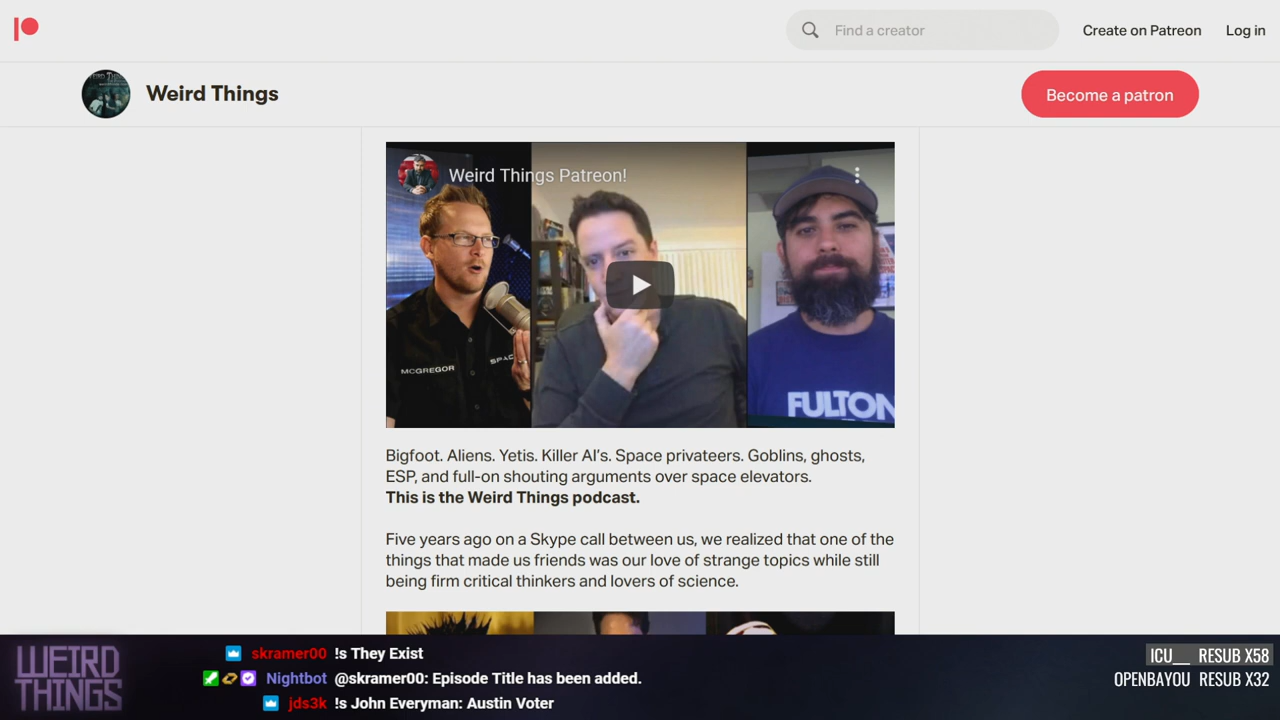 Find a creator
Create on Patreon
Log in
Weird Things
Become a patron
Weird Things Patreon!
MCGREGOR
SPAC
FULTON
Bigfoot. Aliens. Yetis. Killer AI's. Space privateers. Goblins, ghosts,
ESP, and full-on shouting arguments over space elevators.
This is the Weird Things podcast.
Five years ago on a Skype call between us, we realized that one of the
things that made us friends was our love of strange topics while still
being firm critical thinkers and lovers of science.
WEIRD
THINGS
skramer00 !s They Exist
Nightbot @skramer00: Episode Title has been added.
jds3k !s John Everyman: Austin Voter
ICU__ RESUB X58
OPENBAYOU RESUB X32